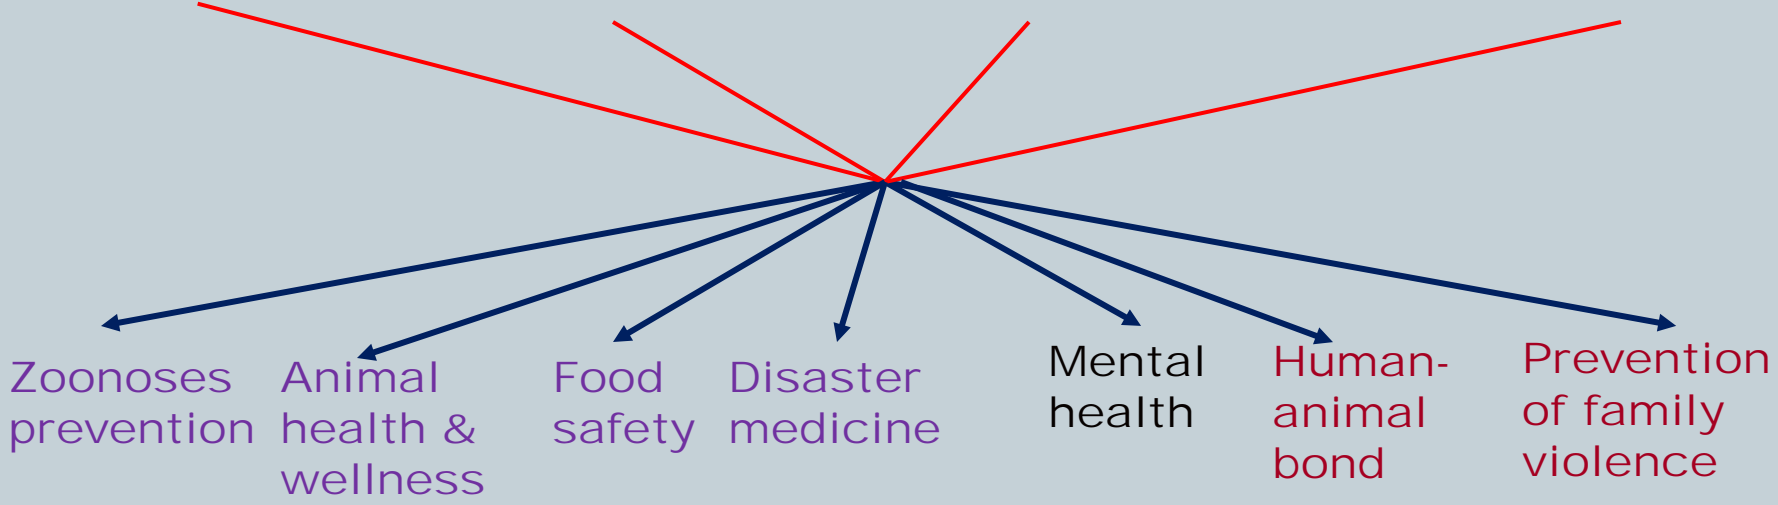 Zoonoses
prevention
Animal
health &
wellness
Food
safety
Disaster
medicine
Mental
health
Human-
animal
bond
Prevention
of family
violence